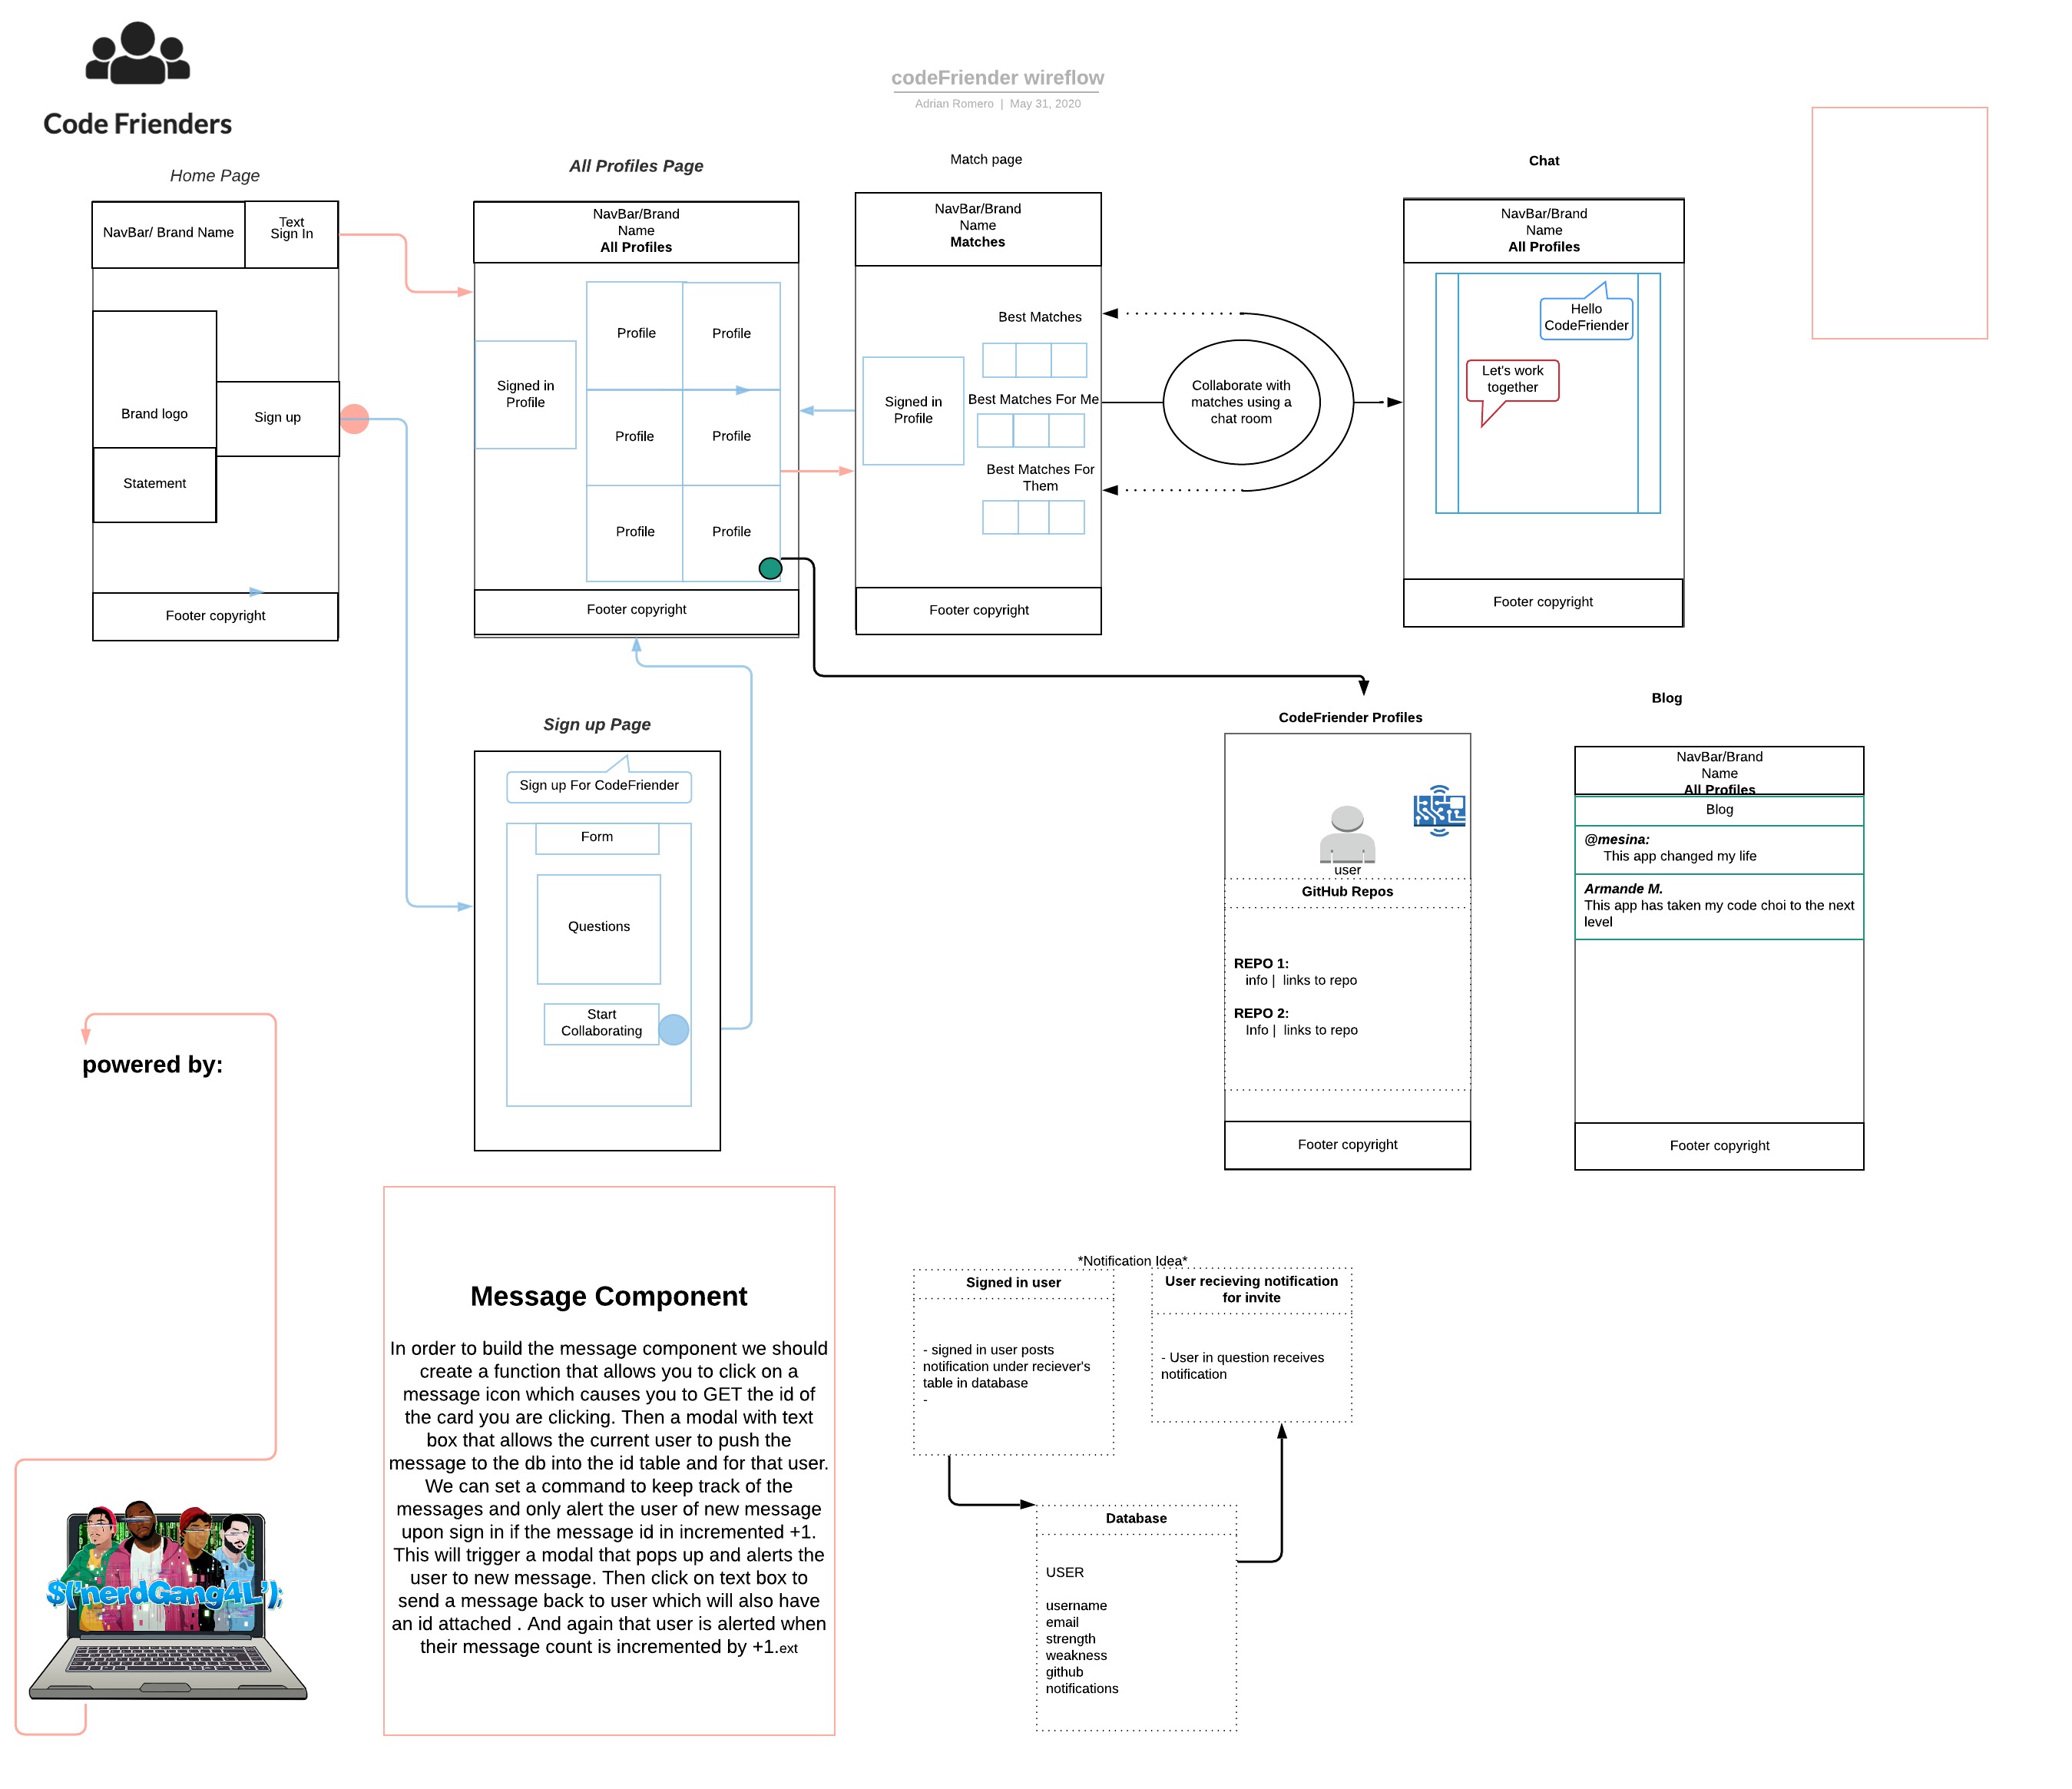 Code Frienders
codeFriender wireflow
Adrian Romero | May 31, 2020
Home Page
NavBar/ Brand Name
Text
Sign In
Brand logo
Sign up
Statement
Footer copyright
All Profiles Page
NavBar/Brand
Name
All Profiles
Signed in
Profile
Profile
Profile
Profile
Profile
Profile
Profile
Footer copyright
Match page
NavBar/Brand
Name
Matches
Signed in
Profile
Best Matches
Best Matches For Me
Best Matches For
Them
Footer copyright
Collaborate with
matches using a
chat room
Chat
NavBar/Brand
Name
All Profiles
Hello
CodeFriender
Let's work
together
Footer copyright
Sign up Page
Sign up For CodeFriender
Form
Questions
Start
Collaborating
CodeFriender Profiles
user
GitHub Repos
REPO 1:
info | links to repo
REPO 2:
Info | links to repo
Footer copyright
Blog
NavBar/Brand
Name
All Profiles
Blog
@mesina:
This app changed my life
Armande M.
This app has taken my code choi to the next
level
Footer copyright
powered by:
$('nerdGang4L');
Message Component
In order to build the message component we should
create a function that allows you to click on a
message icon which causes you to GET the id of
the card you are clicking. Then a modal with text
box that allows the current user to push the
message to the db into the id table and for that user.
We can set a command to keep track of the
messages and only alert the user of new message
upon sign in if the message id in incremented +1.
This will trigger a modal that pops up and alerts the
user to new message. Then click on text box to
send a message back to user which will also have
an id attached . And again that user is alerted when
their message count is incremented by +1.ext
*Notification Idea*
Signed in user
- signed in user posts
notification under reciever's
table in database
-
User recieving notification
for invite
- User in question receives
notification
Database
USER
username
email
strength
weakness
github
notifications